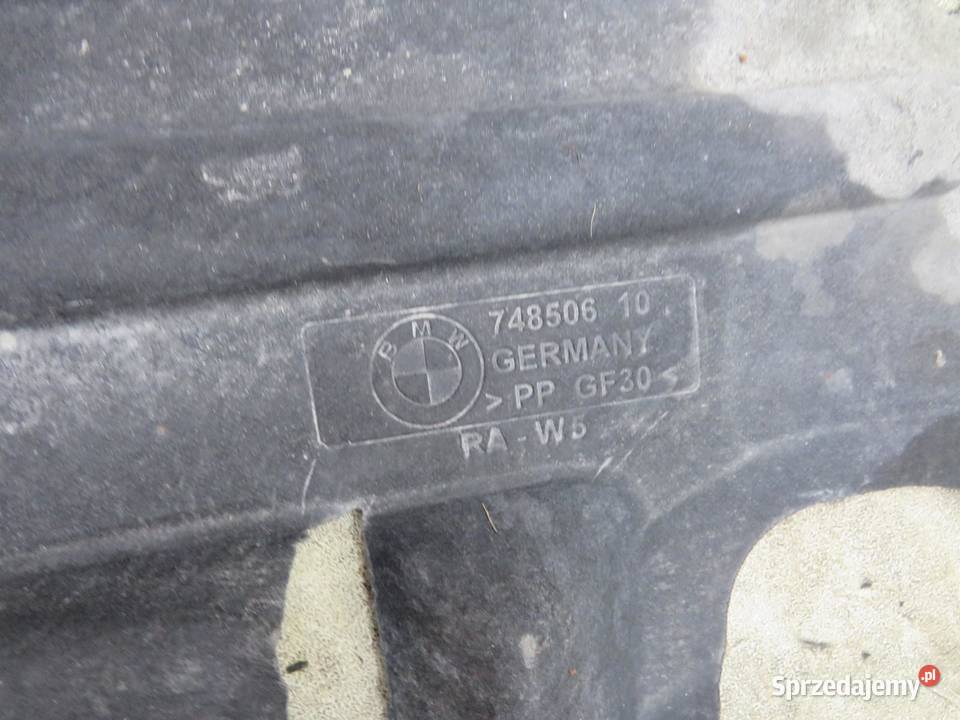 BMW
748506 10
GERMANY
>PP GF30<
RA-W5
Sprzedajemy.pl